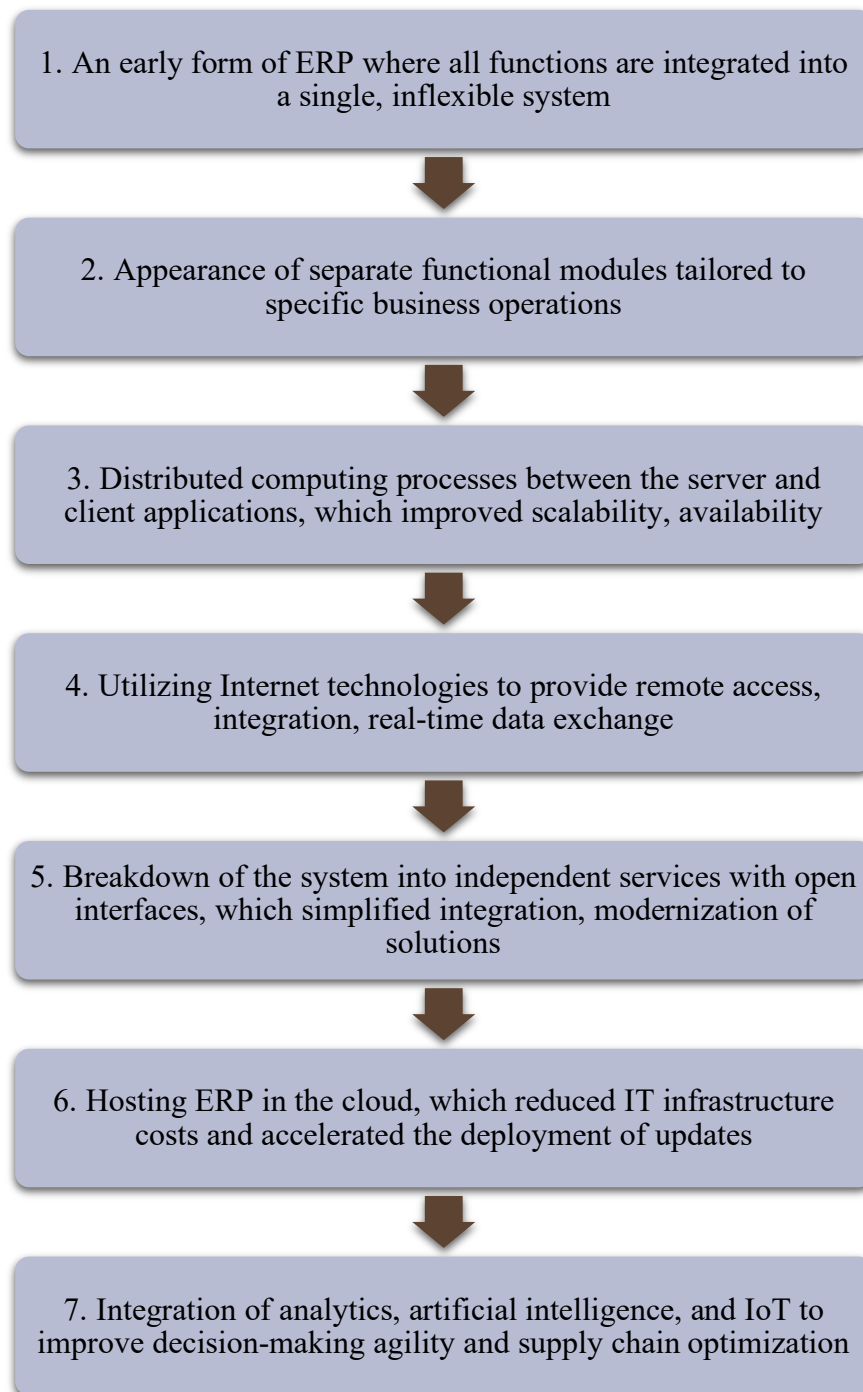 1. An early form of ERP where all functions are integrated into
a single, inflexible system
2. Appearance of separate functional modules tailored to
specific business operations
3. Distributed computing processes between the server and
client applications, which improved scalability, availability
4. Utilizing Internet technologies to provide remote access,
integration, real-time data exchange
5. Breakdown of the system into independent services with open
interfaces, which simplified integration, modernization of
solutions
6. Hosting ERP in the cloud, which reduced IT infrastructure
costs and accelerated the deployment of updates
7. Integration of analytics, artificial intelligence, and IoT to
improve decision-making agility and supply chain optimization